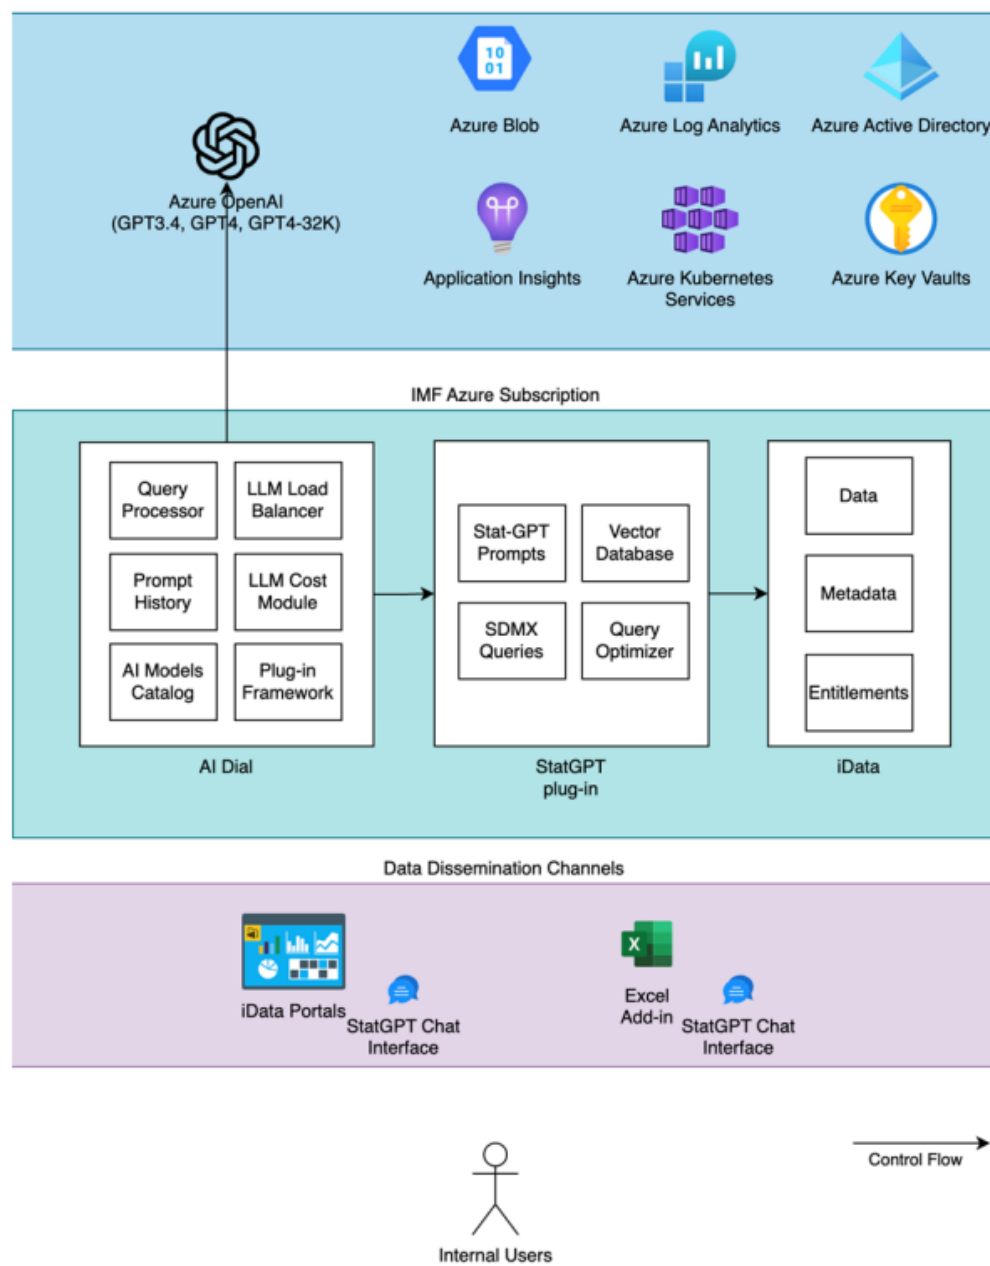 10
01
Azure Blob
Azure Log Analytics
Azure Active Directory
Azure OpenAI
(GPT3.4, GPT4, GPT4-32K)
Application Insights
Azure Kubernetes
Services
Azure Key Vaults
IMF Azure Subscription
Query
Processor
LLM Load
Balancer
Prompt
History
LLM Cost
Module
AI Models
Catalog
Plug-in
Framework
AI Dial
Stat-GPT
Prompts
Vector
Database
SDMX
Queries
Query
Optimizer
StatGPT
plug-in
Data
Metadata
Entitlements
iData
Data Dissemination Channels
iData Portals
StatGPT Chat
Interface
X
Excel
Add-in
StatGPT Chat
Interface
Control Flow
Internal Users